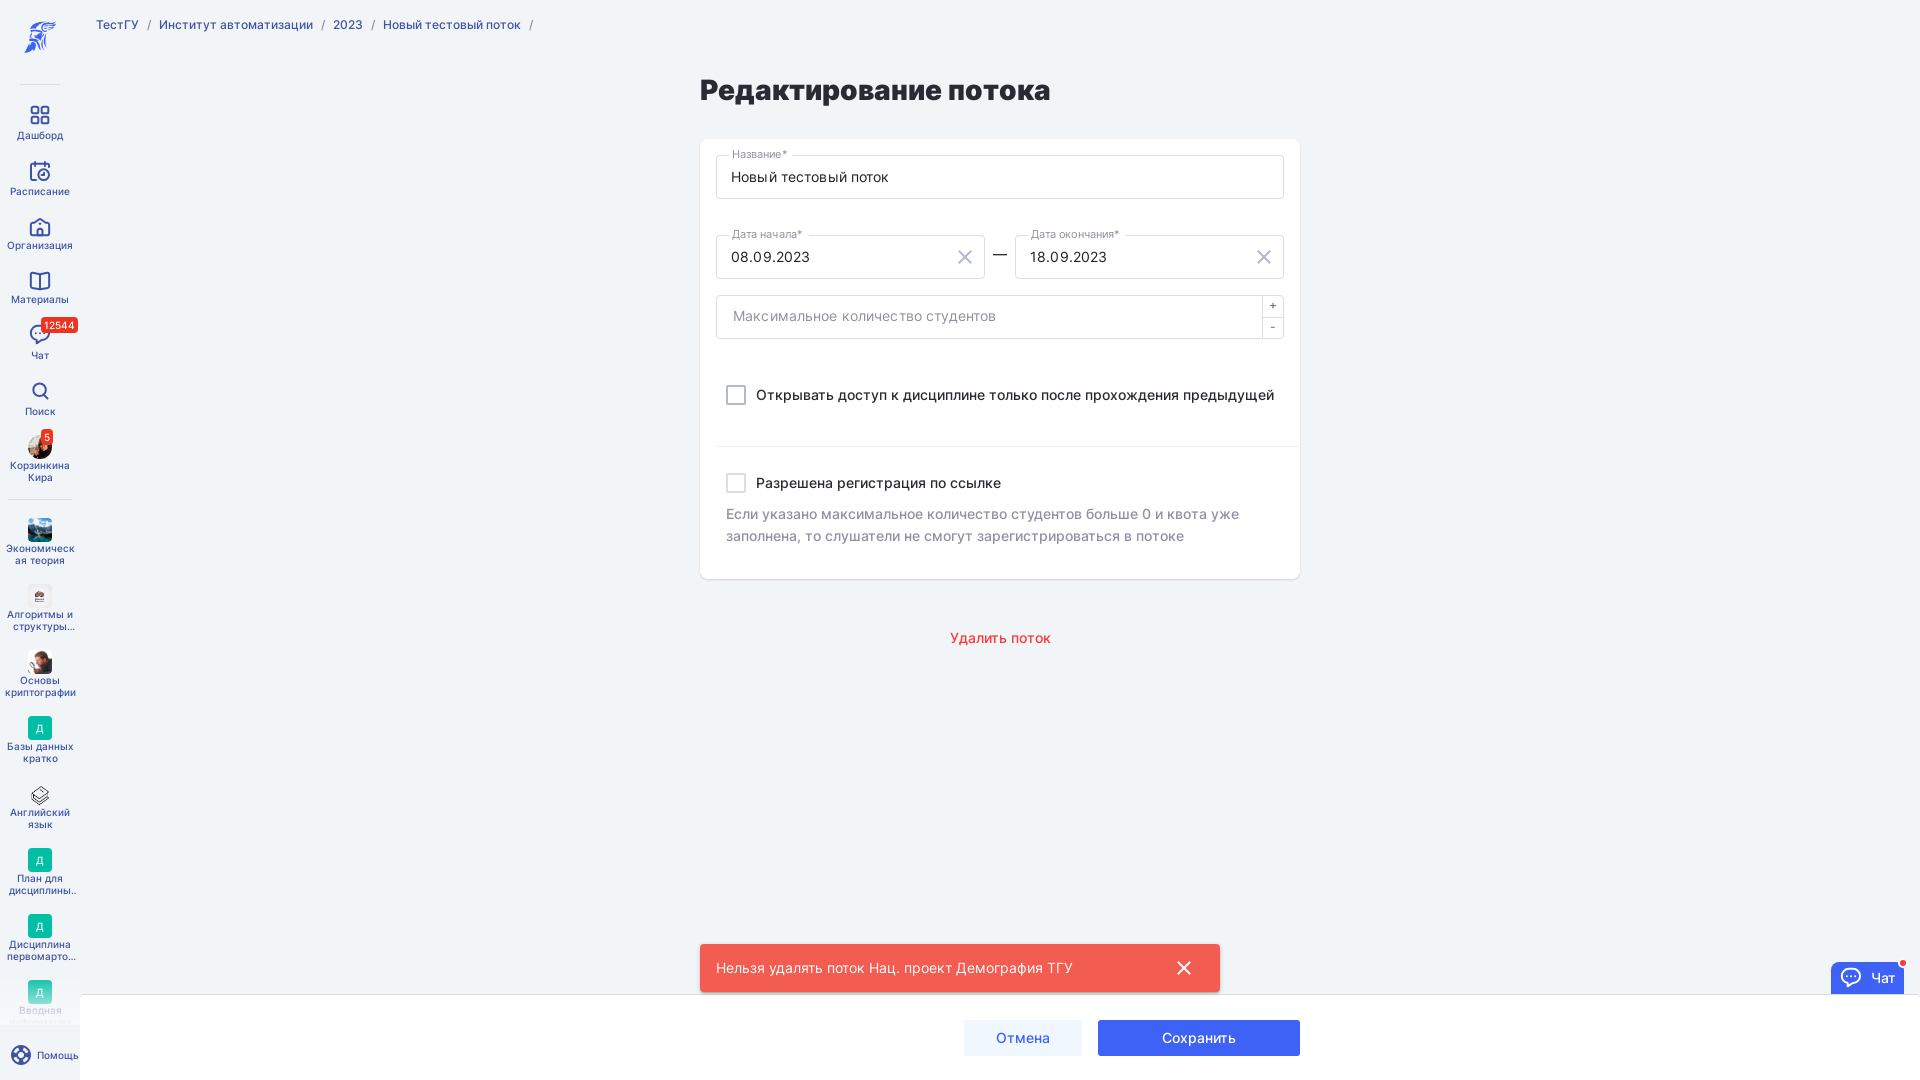 ТестГУ / Институт автоматизации / 2023 / Новый тестовый поток /
Дашборд
Расписание
Организация
Материалы
12544
Чат
Поиск
5
Корзинкина
Кира
Экономическ
ая теория
Алгоритмы и
структуры...
Основы
криптографии
Д
Базы данных
кратко
Английский
язык
Д
План для
дисциплины..
Д
Дисциплина
первомарто...
Д
Вводная
Помощь
Редактирование потока
Название*
Новый тестовый поток
Дата начала*
08.09.2023
—
Дата окончания*
18.09.2023
Максимальное количество студентов
+
-
Открывать доступ к дисциплине только после прохождения предыдущей
Разрешена регистрация по ссылке
Если указано максимальное количество студентов больше 0 и квота уже
заполнена, то слушатели не смогут зарегистрироваться в потоке
Удалить поток
Нельзя удалять поток Нац. проект Демография ТГУ
Чат
Отмена
Сохранить